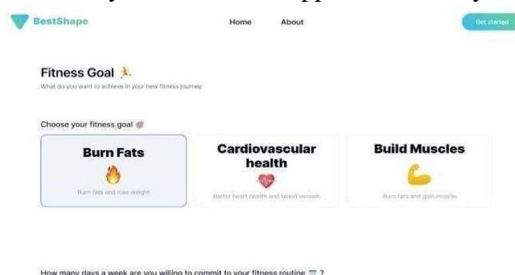 BestShape Home About Get started
Fitness Goal 🏃
What do you want to achieve in your new fitness journey
Choose your fitness goal 🎯
Burn Fats
Burn fats and lose weight.
Cardiovascular
health
Better heart health and blood vessels.
Build Muscles
Burn fats and gain muscle.
How many days a week are you willing to commit to your fitness routine 📅 ?